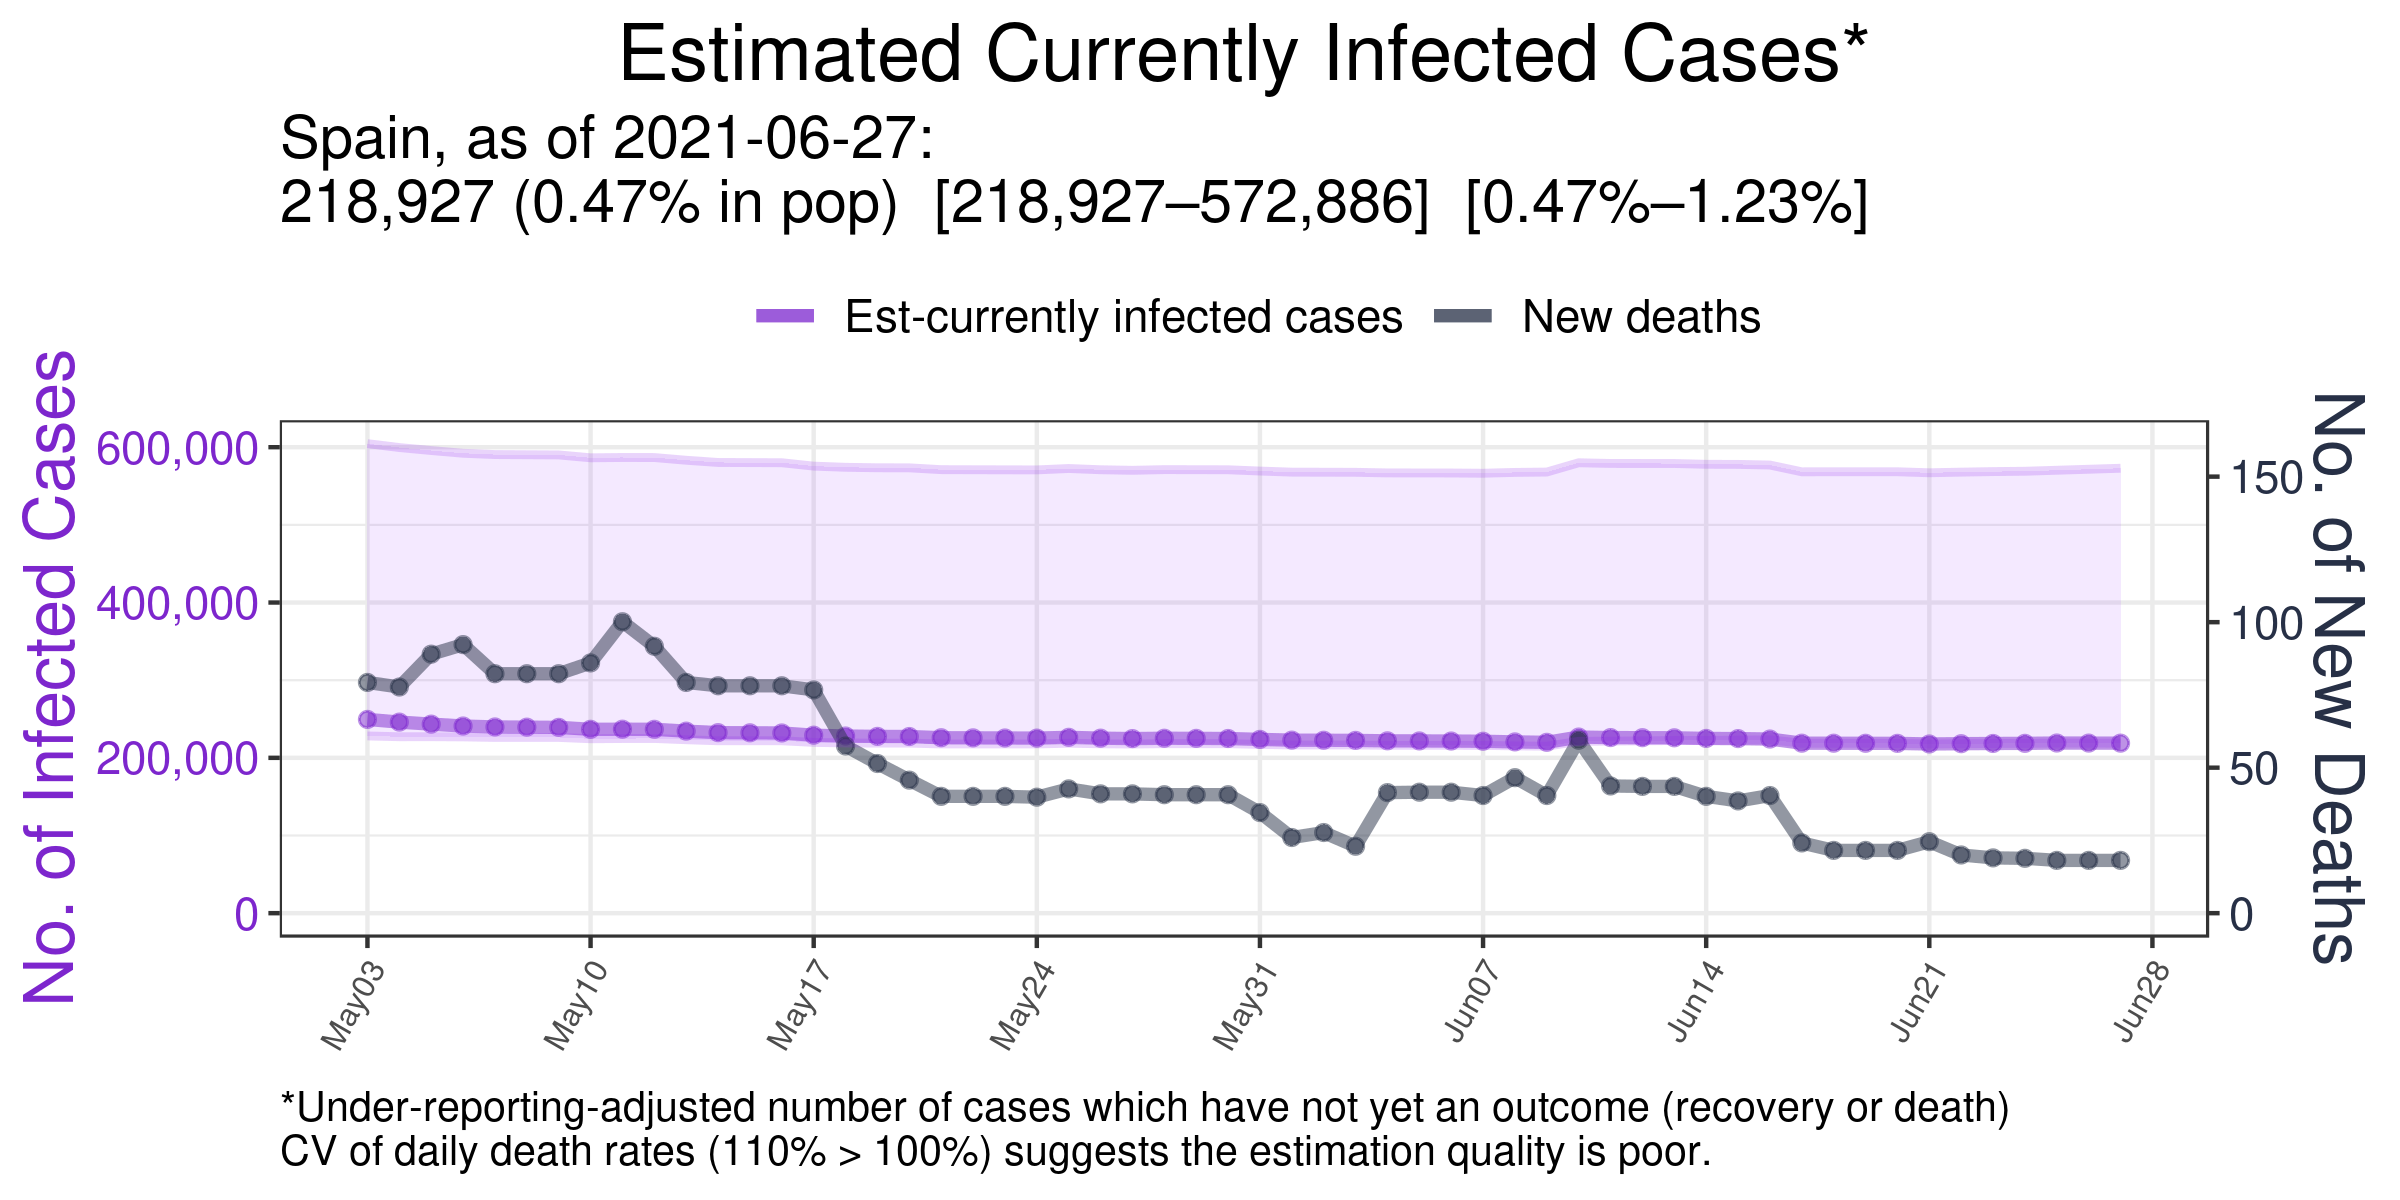 Estimated Currently Infected Cases*
Spain, as of 2021-06-27:
218,927 (0.47% in pop) [218,927–572,886] [0.47%–1.23%]
Est-currently infected cases
New deaths
No. of Infected Cases
600,000
400,000
200,000
0
150
100
50
0
No. of New Deaths
May03
May10
May17
May24
May31
Jun07
Jun14
Jun21
Jun28
*Under-reporting-adjusted number of cases which have not yet an outcome (recovery or death)
CV of daily death rates (110% > 100%) suggests the estimation quality is poor.